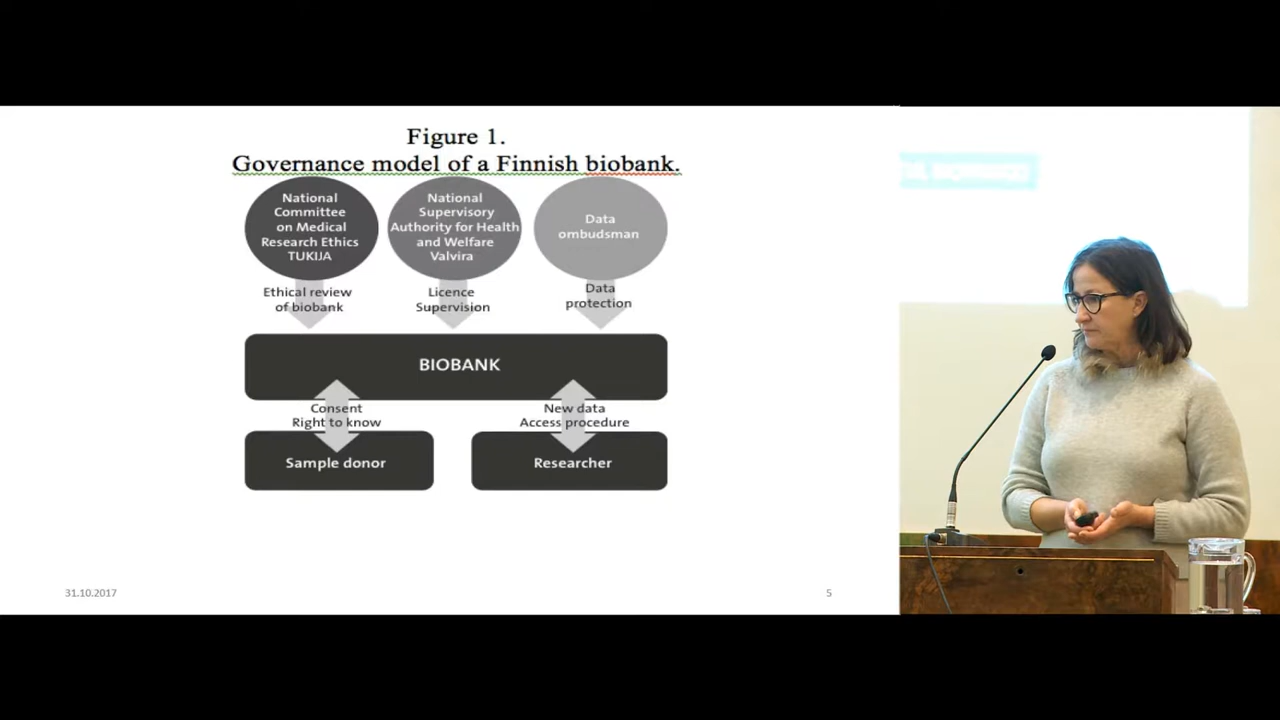 Figure 1.
Governance model of a Finnish biobank.
National
Committee
on Medical
Research Ethics
TUKIJA
National
Supervisory
Authority for Health
and Welfare
Valvira
Data
ombudsman
Ethical review
of biobank
Licence
Supervision
Data
protection
BIOBANK
Consent
Right to know
New data
Access procedure
Sample donor
Researcher
31.10.2017
5